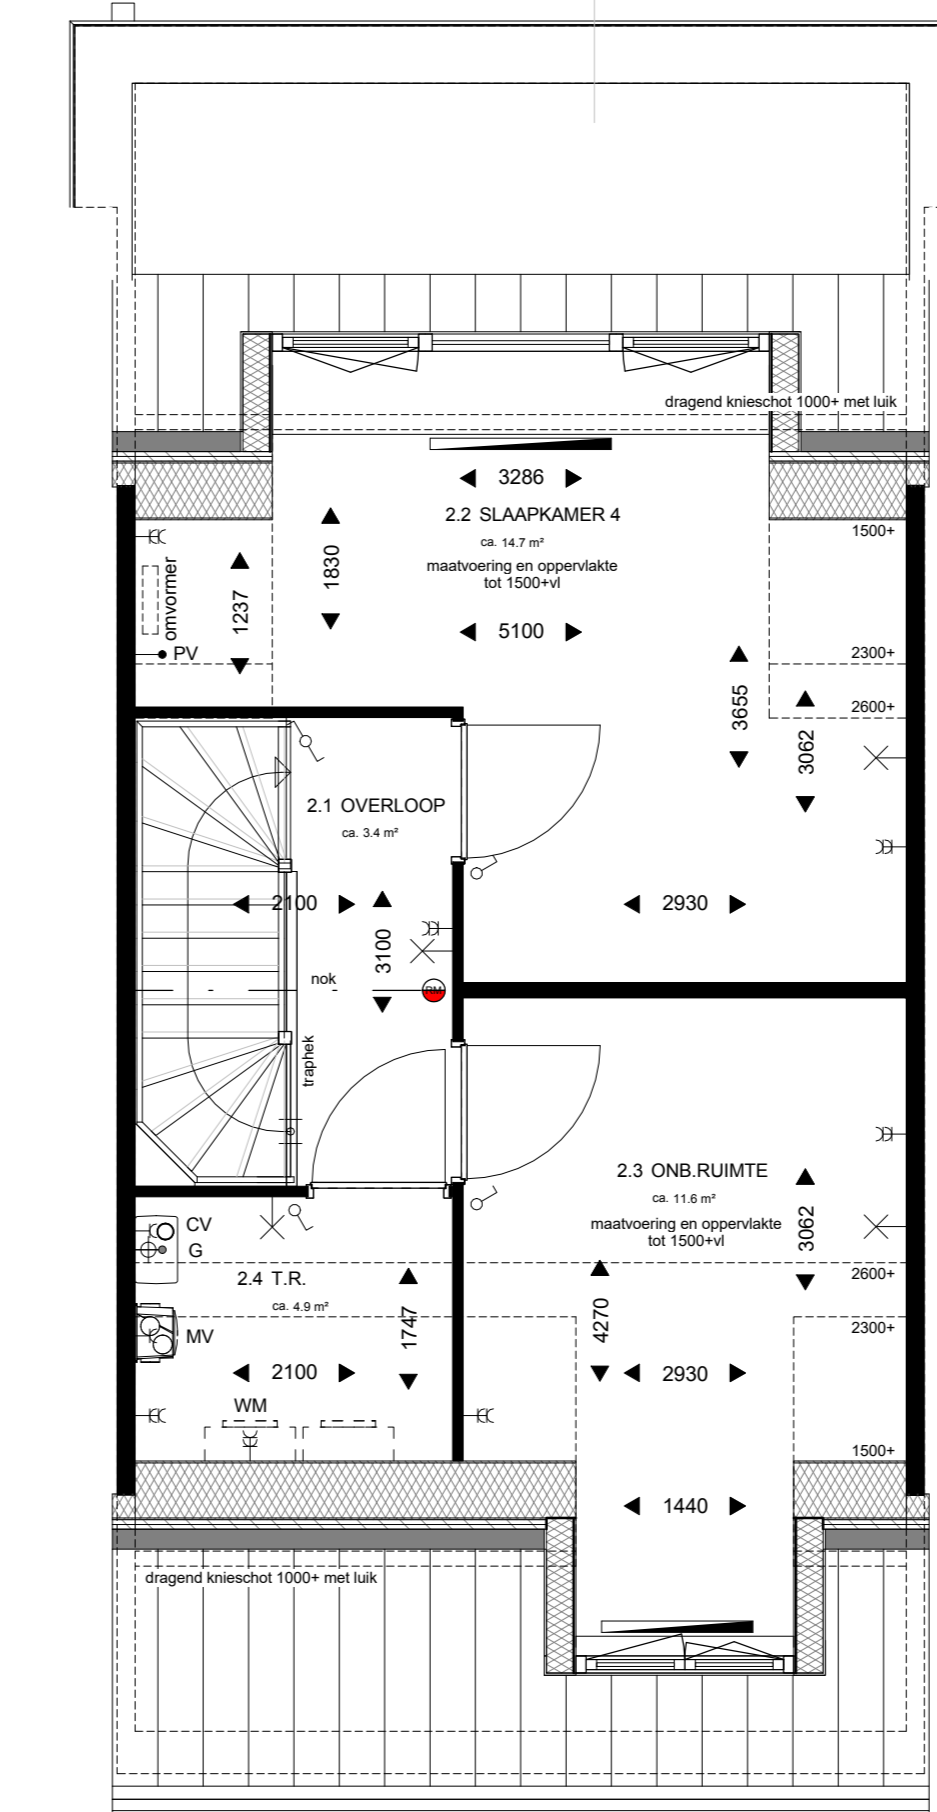 dragend knieschot 1000+ met luik
3286
2.2 SLAAPKAMER 4
ca. 14.7 m²
maatvoering en oppervlakte
tot 1500+vl
1500+
1830
1237
omvormer
5100
PV
2300+
3655
2600+
3062
2.1 OVERLOOP
ca. 3.4 m²
2100
2930
3100
nok
RM
traphek
2.3 ONB.RUIMTE
ca. 11.6 m²
maatvoering en oppervlakte
tot 1500+vl
3062
CV
G
2.4 T.R.
ca. 4.9 m²
2600+
1747
4270
2300+
MV
2100
2930
WM
1500+
1440
dragend knieschot 1000+ met luik